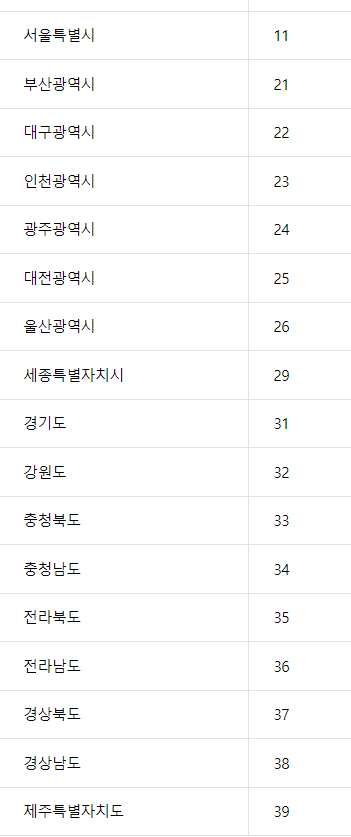 서울특별시 11
부산광역시 21
대구광역시 22
인천광역시 23
광주광역시 24
대전광역시 25
울산광역시 26
세종특별자치시 29
경기도 31
강원도 32
충청북도 33
충청남도 34
전라북도 35
전라남도 36
경상북도 37
경상남도 38
제주특별자치도 39